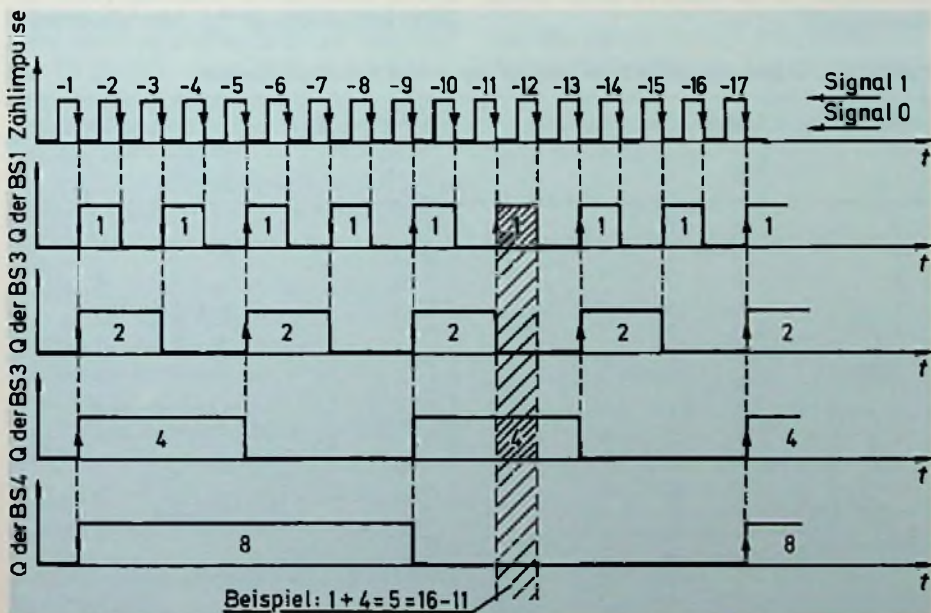 Zählimpulse
-1 -2 -3 -4 -5 -6 -7 -8 -9 -10 -11 -12 -13 -14 -15 -16 -17
Signal 1
Signal 0
t
Q der BS1
1 1 1 1 1 1 1 1 1
t
Q der BS3
2 2 2 2 2
t
Q der BS3
4 4 4
t
Q der BS4
8 8
t
Beispiel: 1+4=5=16-11